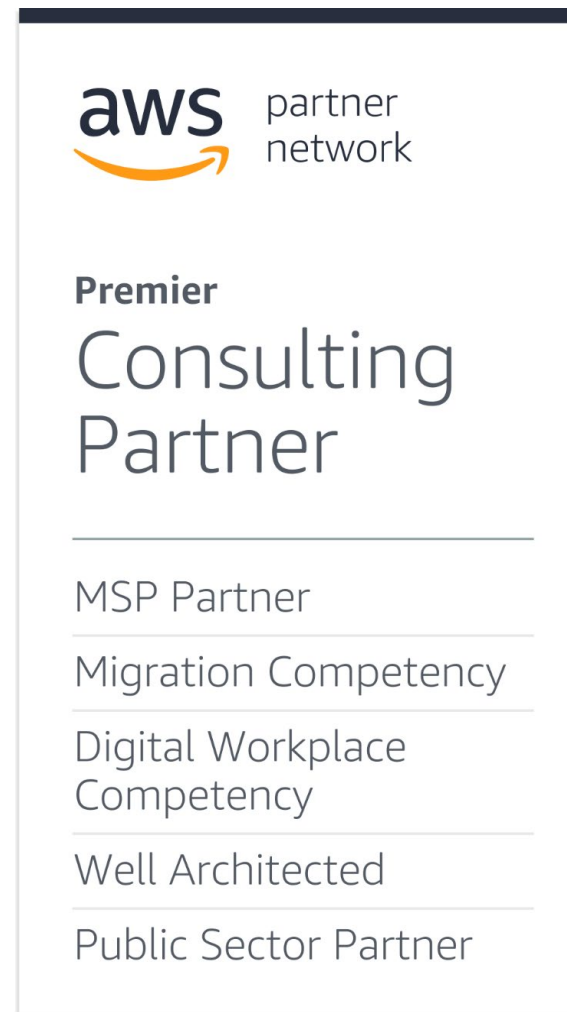 aws
partner
network
Premier
Consulting
Partner
MSP Partner
Migration Competency
Digital Workplace
Competency
Well Architected
Public Sector Partner